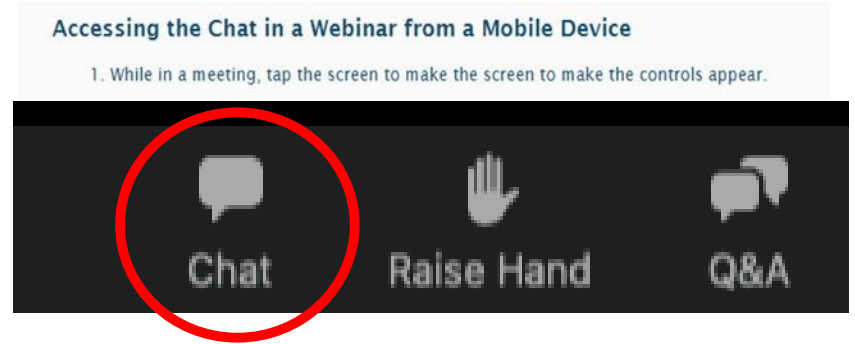 Accessing the Chat in a Webinar from a Mobile Device
1. While in a meeting, tap the screen to make the screen to make the controls appear.
Chat Raise Hand Q&A